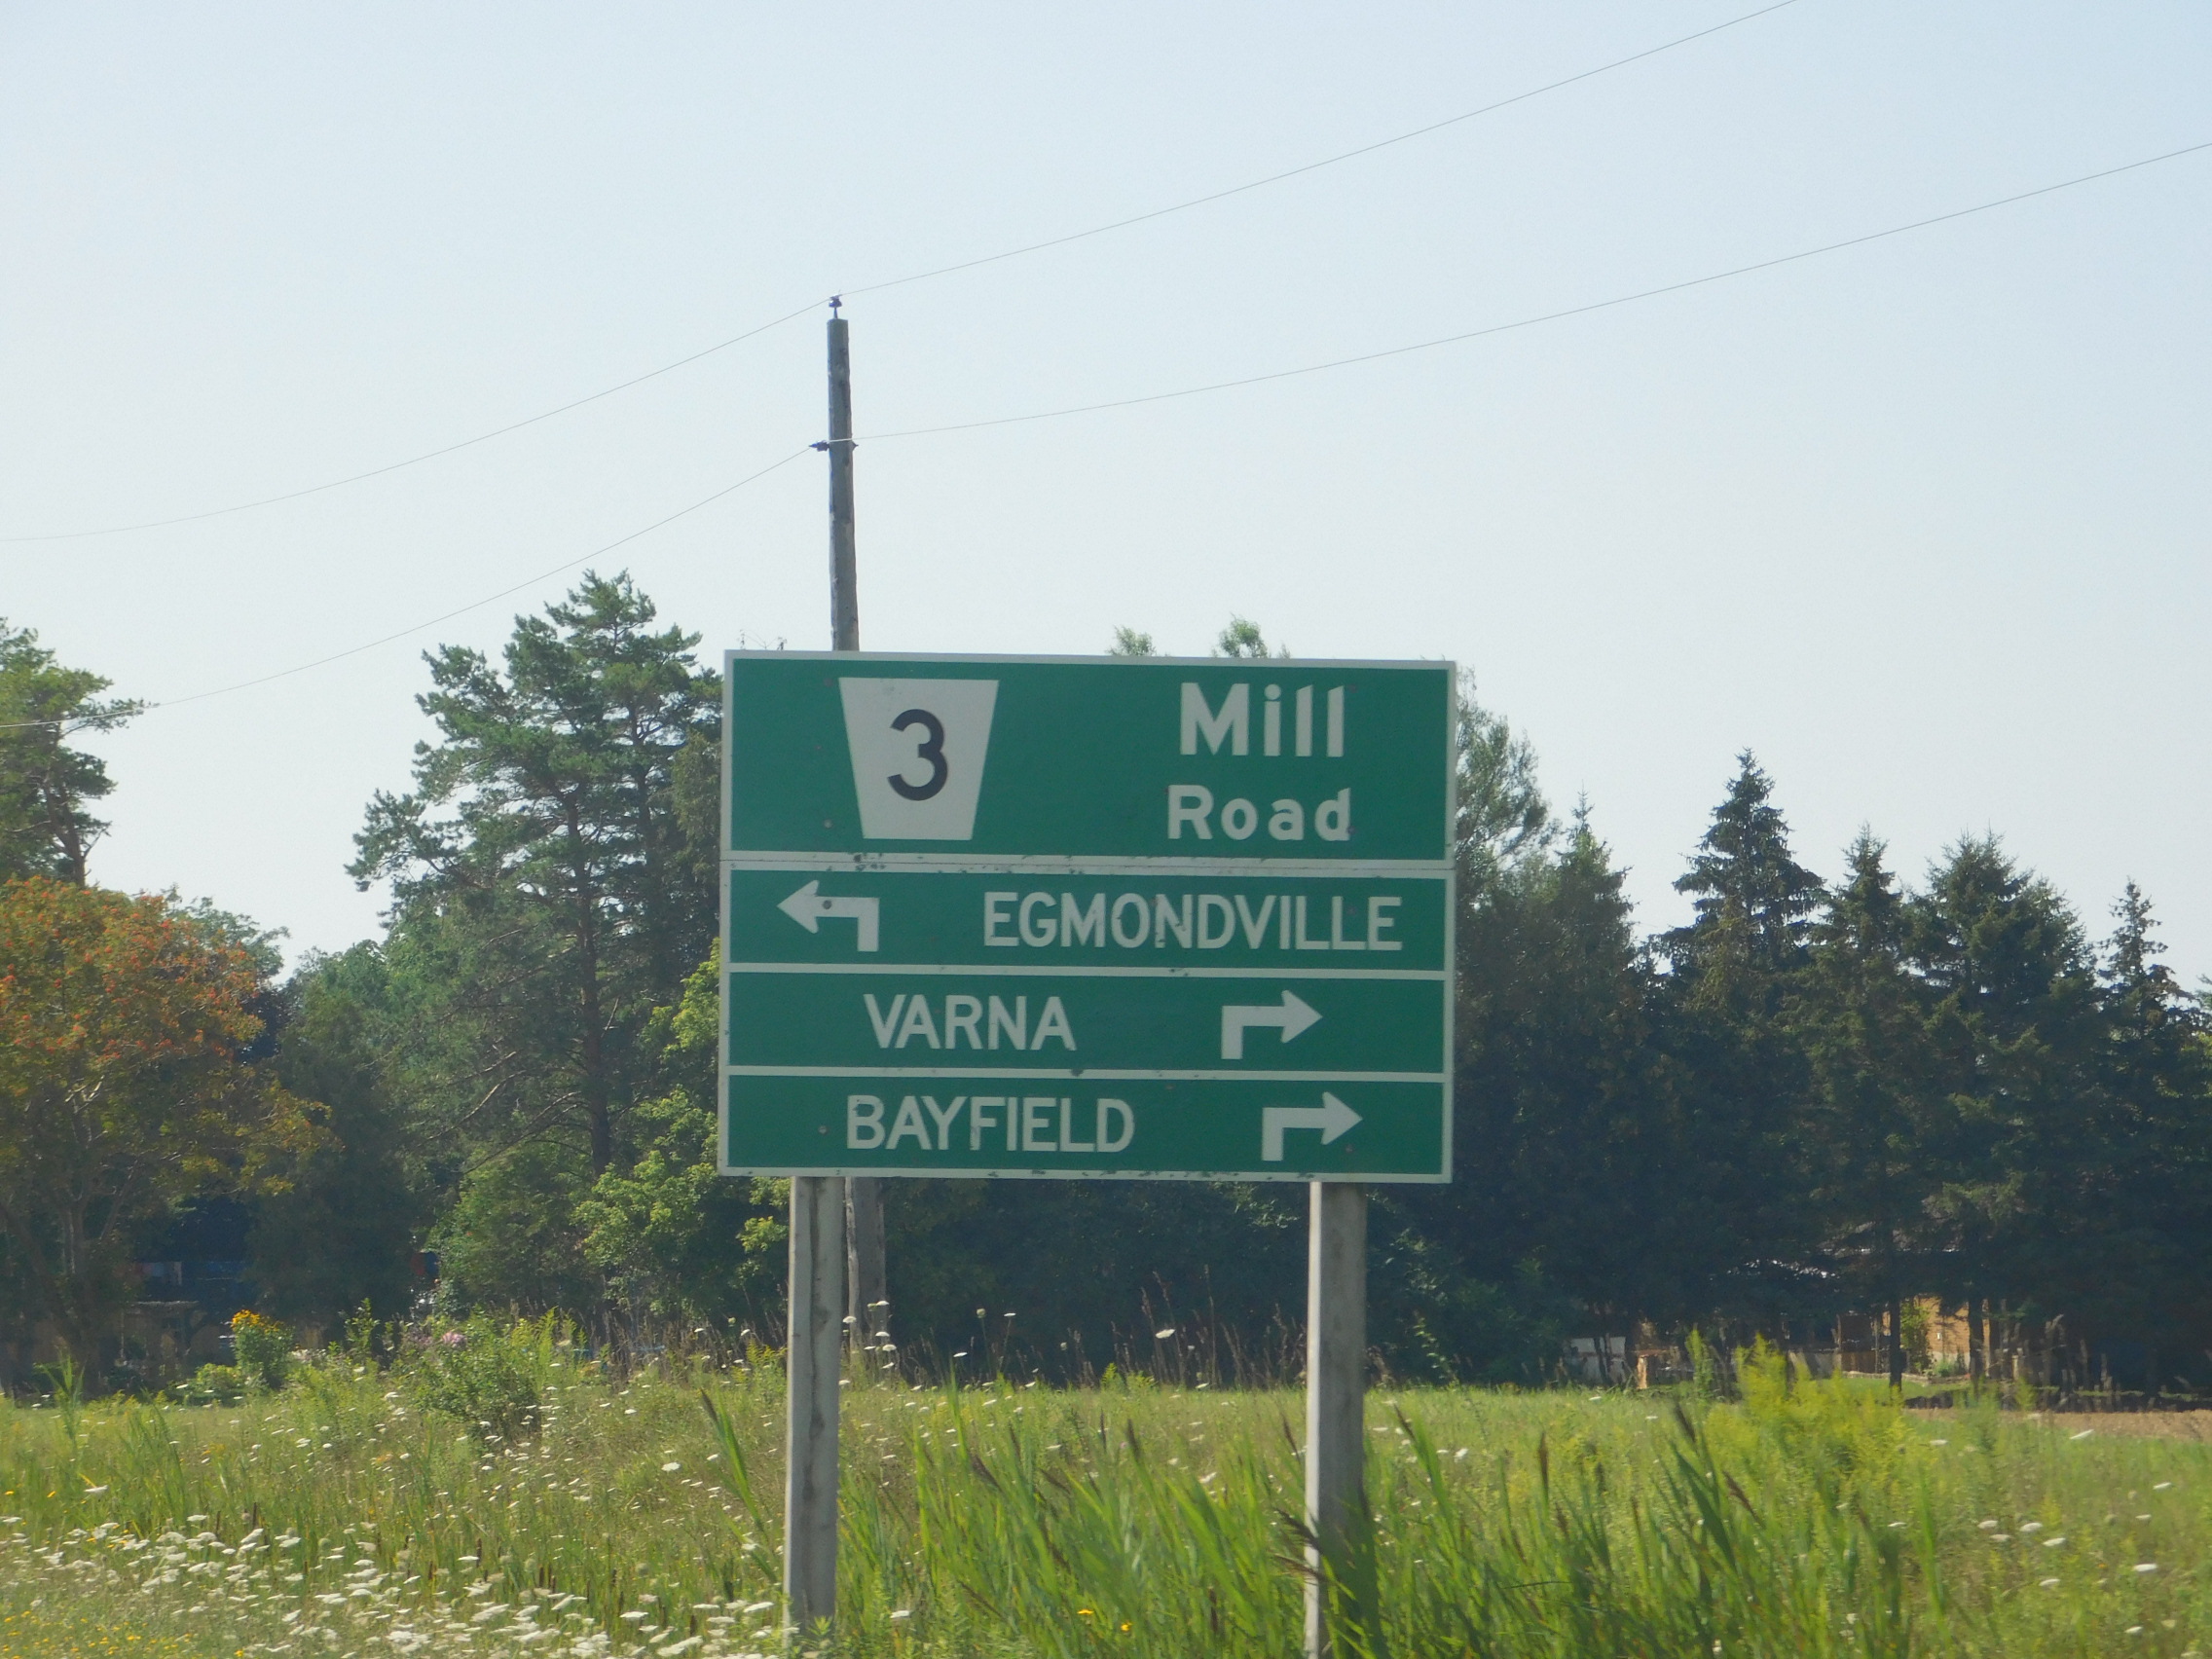 3
Mill
Road
EGMONDVILLE
VARNA
BAYFIELD